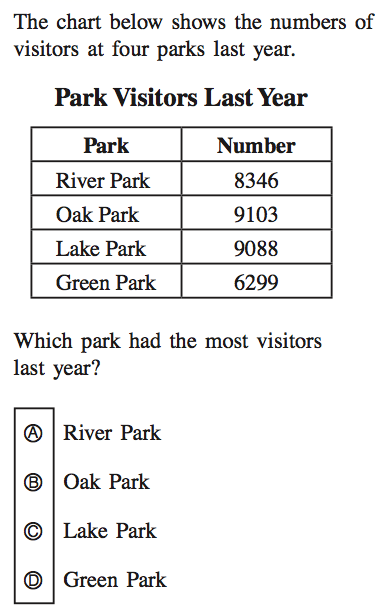 The chart below shows the numbers of
visitors at four parks last year.
Park Visitors Last Year
Park Number
River Park 8346
Oak Park 9103
Lake Park 9088
Green Park 6299
Which park had the most visitors
last year?
Ⓐ River Park
Ⓑ Oak Park
Ⓒ Lake Park
Ⓓ Green Park